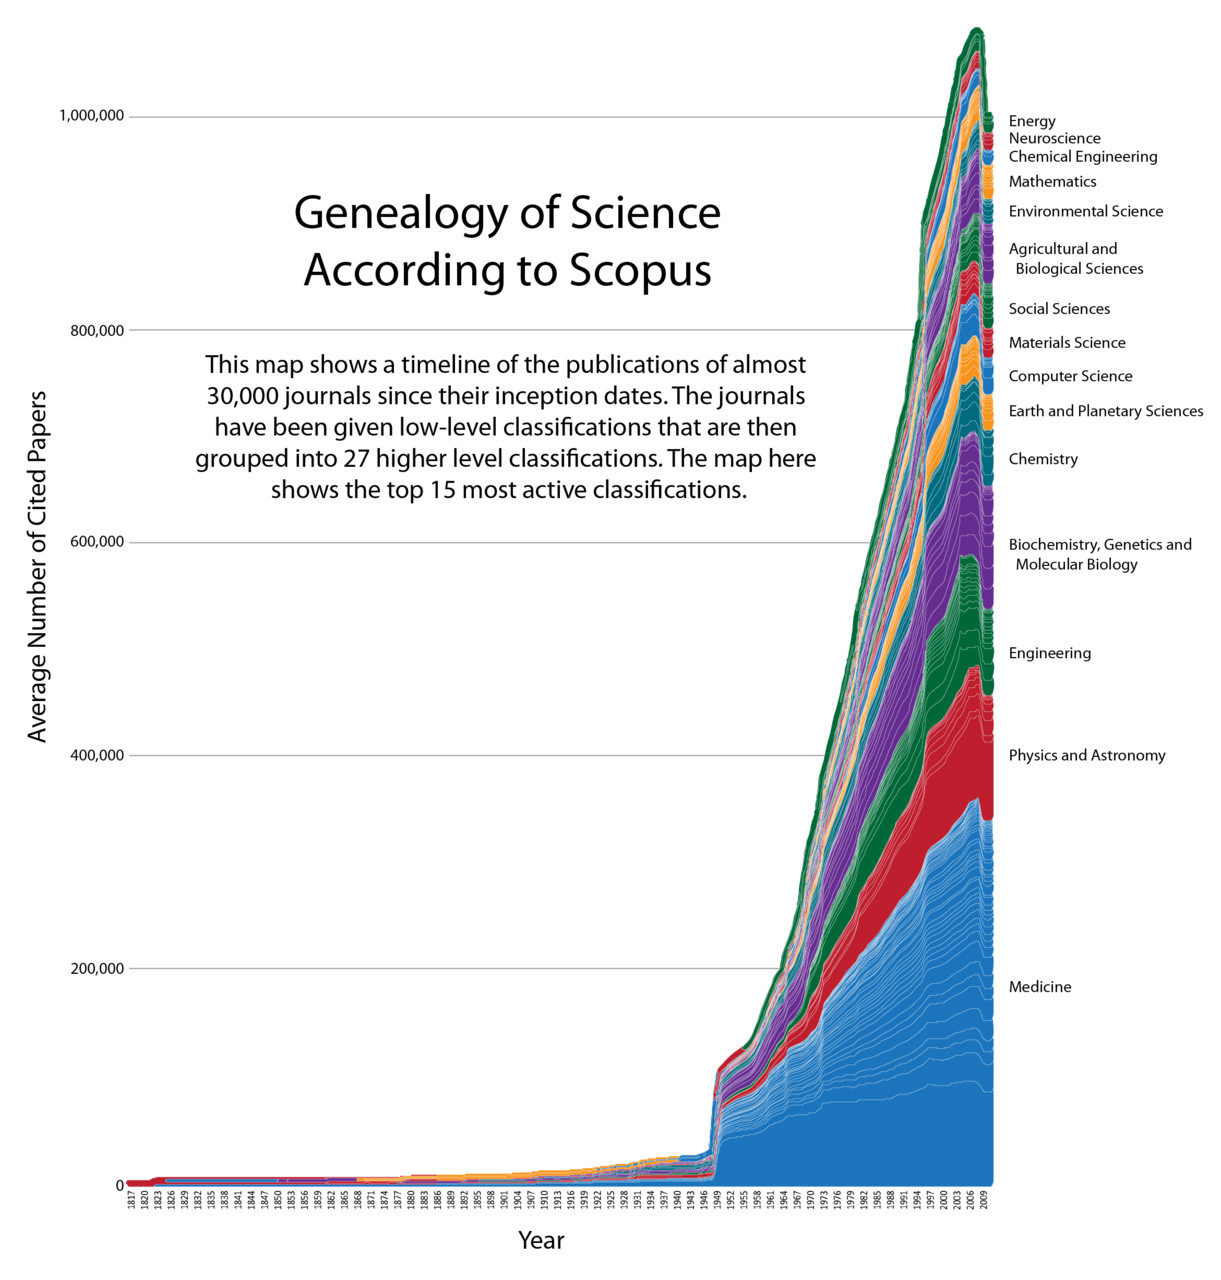 Genealogy of Science
According to Scopus
This map shows a timeline of the publications of almost
30,000 journals since their inception dates. The journals
have been given low-level classifications that are then
grouped into 27 higher level classifications. The map here
shows the top 15 most active classifications.
Average Number of Cited Papers
1,000,000
800,000
600,000
400,000
200,000
0
Energy
Neuroscience
Chemical Engineering
Mathematics
Environmental Science
Agricultural and
Biological Sciences
Social Sciences
Materials Science
Computer Science
Earth and Planetary Sciences
Chemistry
Biochemistry, Genetics and
Molecular Biology
Engineering
Physics and Astronomy
Medicine
1817 1820 1823 1826 1829 1832 1835 1838 1841 1844 1847 1850 1853 1856 1859 1862 1865 1868 1871 1874 1877 1880 1883 1886 1889 1892 1895 1898 1901 1904 1907 1910 1913 1916 1919 1922 1925 1928 1931 1934 1937 1940 1943 1946 1949 1952 1955 1958 1961 1964 1967 1970 1973 1976 1979 1982 1985 1988 1991 1994 1997 2000 2003 2006 2009
Year